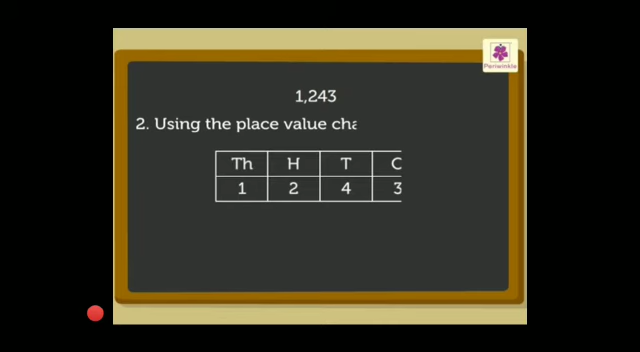 Periwinkle
1,243
2. Using the place value cha
Th H T
1 2 4 3